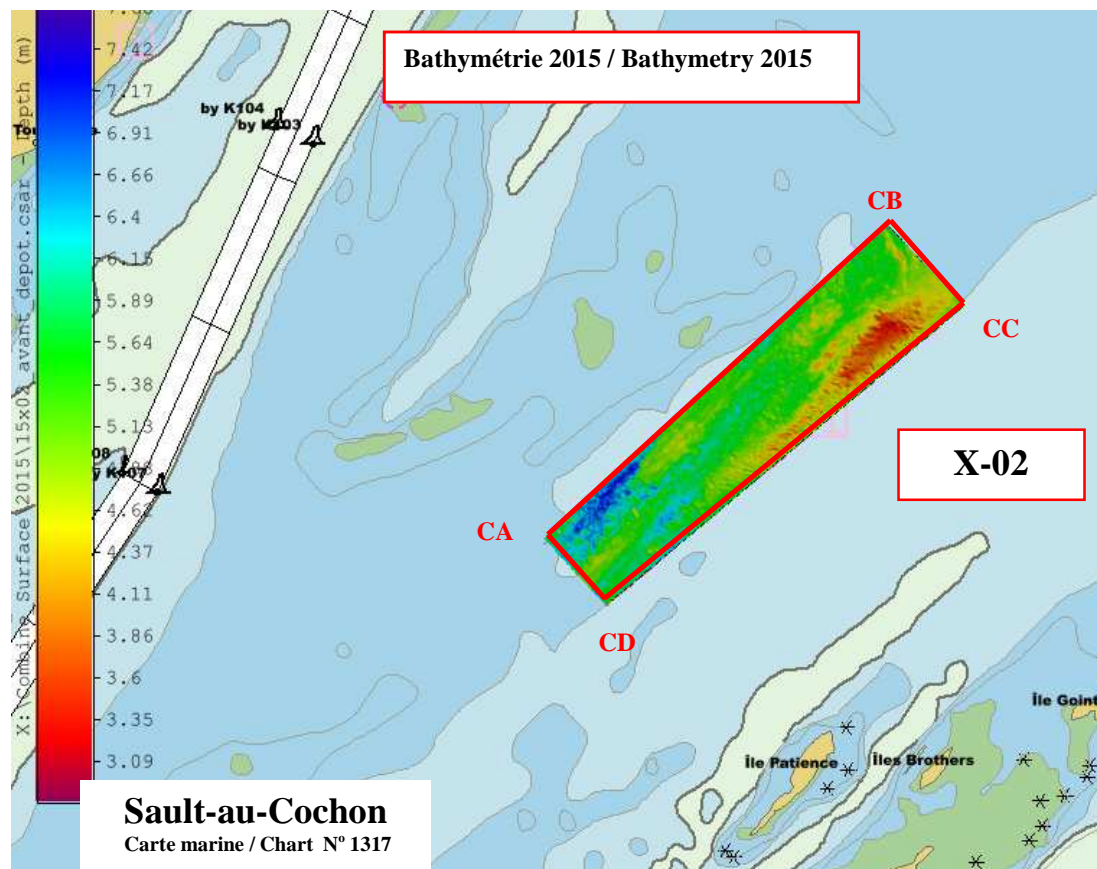 7.42
7.17
6.91
6.66
6.4
6.15
5.89
5.64
5.38
5.13
4.62
4.37
4.11
3.86
3.6
3.35
3.09
Bathymétrie 2015 / Bathymetry 2015
by K104
CB
CC
X-02
CA
CD
Île Goint
Île Patience
Îles Brothers
Sault-au-Cochon
Carte marine / Chart Nº 1317